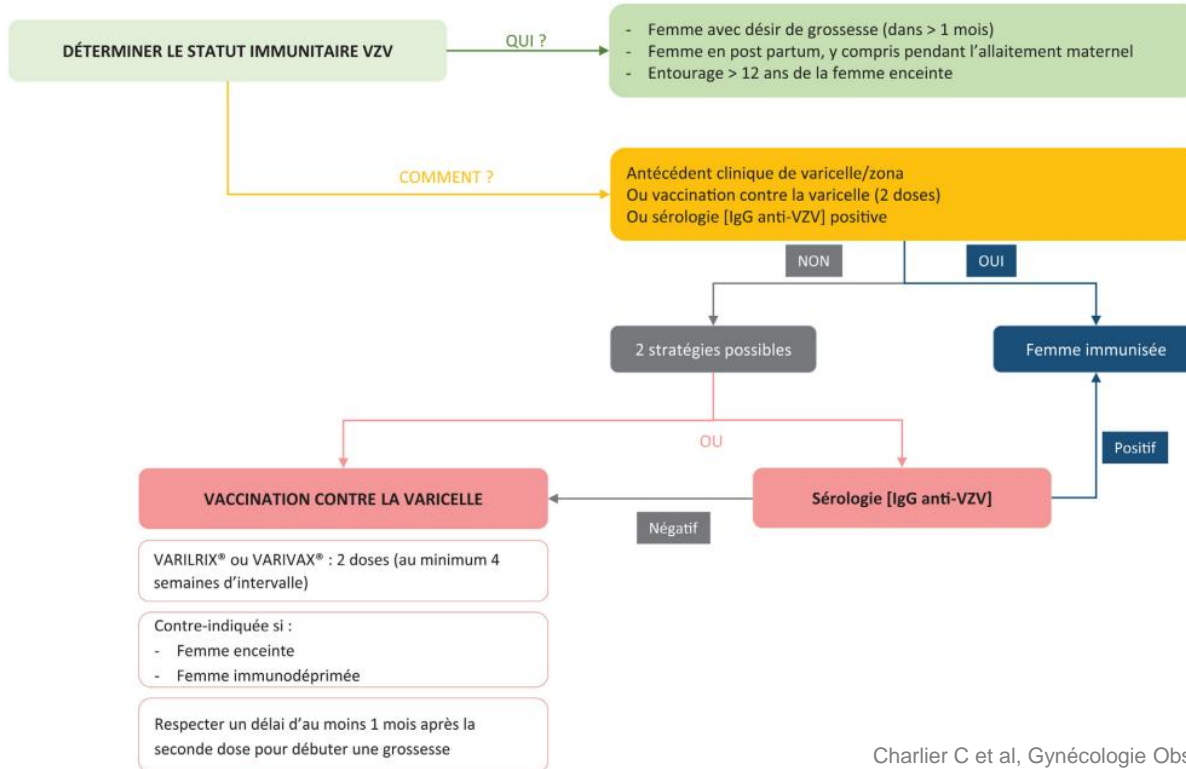 DÉTERMINER LE STATUT IMMUNITAIRE VZV
QUI ?
- Femme avec désir de grossesse (dans > 1 mois)
- Femme en post partum, y compris pendant l'allaitement maternel
- Entourage > 12 ans de la femme enceinte
COMMENT ?
Antécédent clinique de varicelle/zona
Ou vaccination contre la varicelle (2 doses)
Ou sérologie [IgG anti-VZV] positive
NON
OUI
2 stratégies possibles
Femme immunisée
OU
Positif
VACCINATION CONTRE LA VARICELLE
Sérologie [IgG anti-VZV]
Négatif
VARILRIX® ou VARIVAX® : 2 doses (au minimum 4
semaines d'intervalle)
Contre-indiquée si :
- Femme enceinte
- Femme immunodéprimée
Respecter un délai d'au moins 1 mois après la
seconde dose pour débuter une grossesse
Charlier C et al, Gynécologie Obs